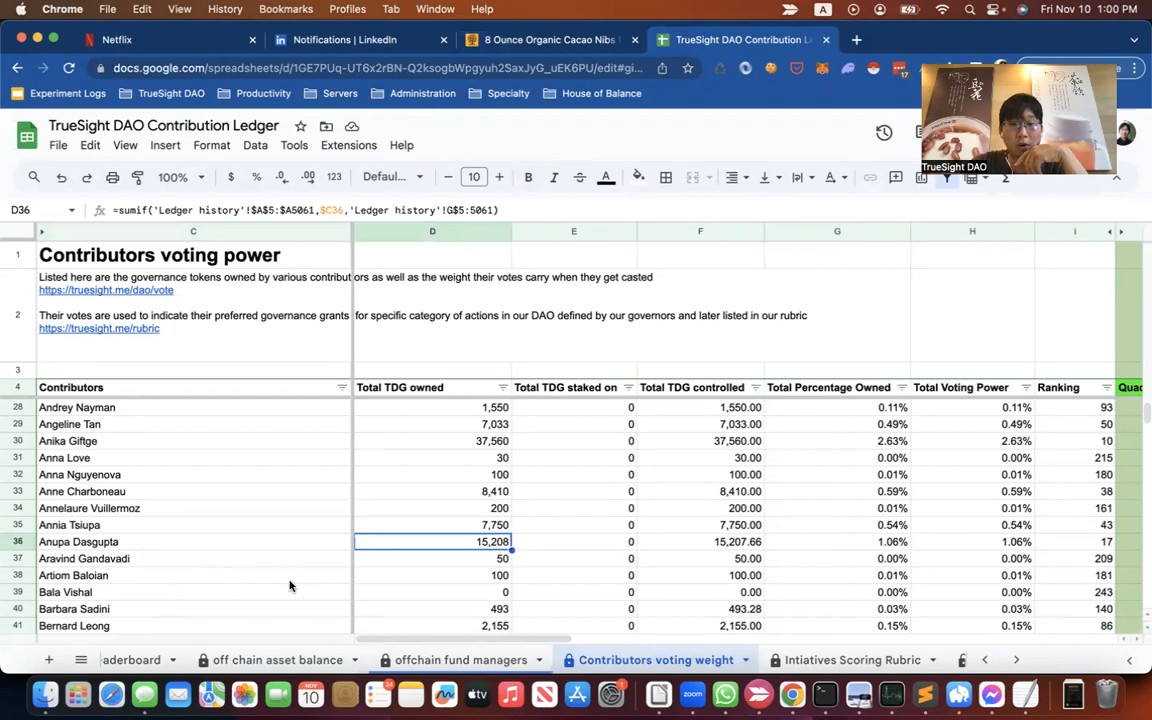 Chrome File Edit View History Bookmarks Profiles Tab Window Help A Fri Nov 10 1:00 PM
Netflix Notifications | LinkedIn 8 Ounce Organic Cacao Nibs TrueSight DAO Contribution Le
docs.google.com/spreadsheets/d/1GE7PUq-UT6x2rBN-Q2ksogbWpgyuh2SaxJyG_uEK6PU/edit#gi... 17
Experiment Logs TrueSight DAO Productivity Servers Administration Specialty House of Balance
TrueSight DAO Contribution Ledger
File Edit View Insert Format Data Tools Extensions Help
TrueSight DAO
100% $ % .0 .00 123 Defaul... 10 B I A
D36 fx =sumif('Ledger history'!$A$5:$A5061,$C36,'Ledger history'!G$5:5061)
C D E F G H I
1 Contributors voting power
Listed here are the governance tokens owned by various contributors as well as the weight their votes carry when they get casted
https://truesight.me/dao/vote
2 Their votes are used to indicate their preferred governance grants for specific category of actions in our DAO defined by our governors and later listed in our rubric
https://truesight.me/rubric
3
4 Contributors Total TDG owned Total TDG staked on Total TDG controlled Total Percentage Owned Total Voting Power Ranking Quad
28 Andrey Nayman 1,550 0 1,550.00 0.11% 0.11% 93
29 Angeline Tan 7,033 0 7,033.00 0.49% 0.49% 50
30 Anika Giftge 37,560 0 37,560.00 2.63% 2.63% 10
31 Anna Love 30 0 30.00 0.00% 0.00% 215
32 Anna Nguyenova 100 0 100.00 0.01% 0.01% 180
33 Anne Charboneau 8,410 0 8,410.00 0.59% 0.59% 38
34 Annelaure Vuillermoz 200 0 200.00 0.01% 0.01% 161
35 Annia Tsiupa 7,750 0 7,750.00 0.54% 0.54% 43
36 Anupa Dasgupta 15,208 0 15,207.66 1.06% 1.06% 17
37 Aravind Gandavadi 50 0 50.00 0.00% 0.00% 209
38 Artiom Baloian 100 0 100.00 0.01% 0.01% 181
39 Bala Vishal 0 0 0.00 0.00% 0.00% 243
40 Barbara Sadini 493 0 493.28 0.03% 0.03% 140
41 Bernard Leong 2,155 0 2,155.00 0.15% 0.15% 86
aderboard off chain asset balance offchain fund managers Contributors voting weight Intiatives Scoring Rubric
NOV 10 tv zoom